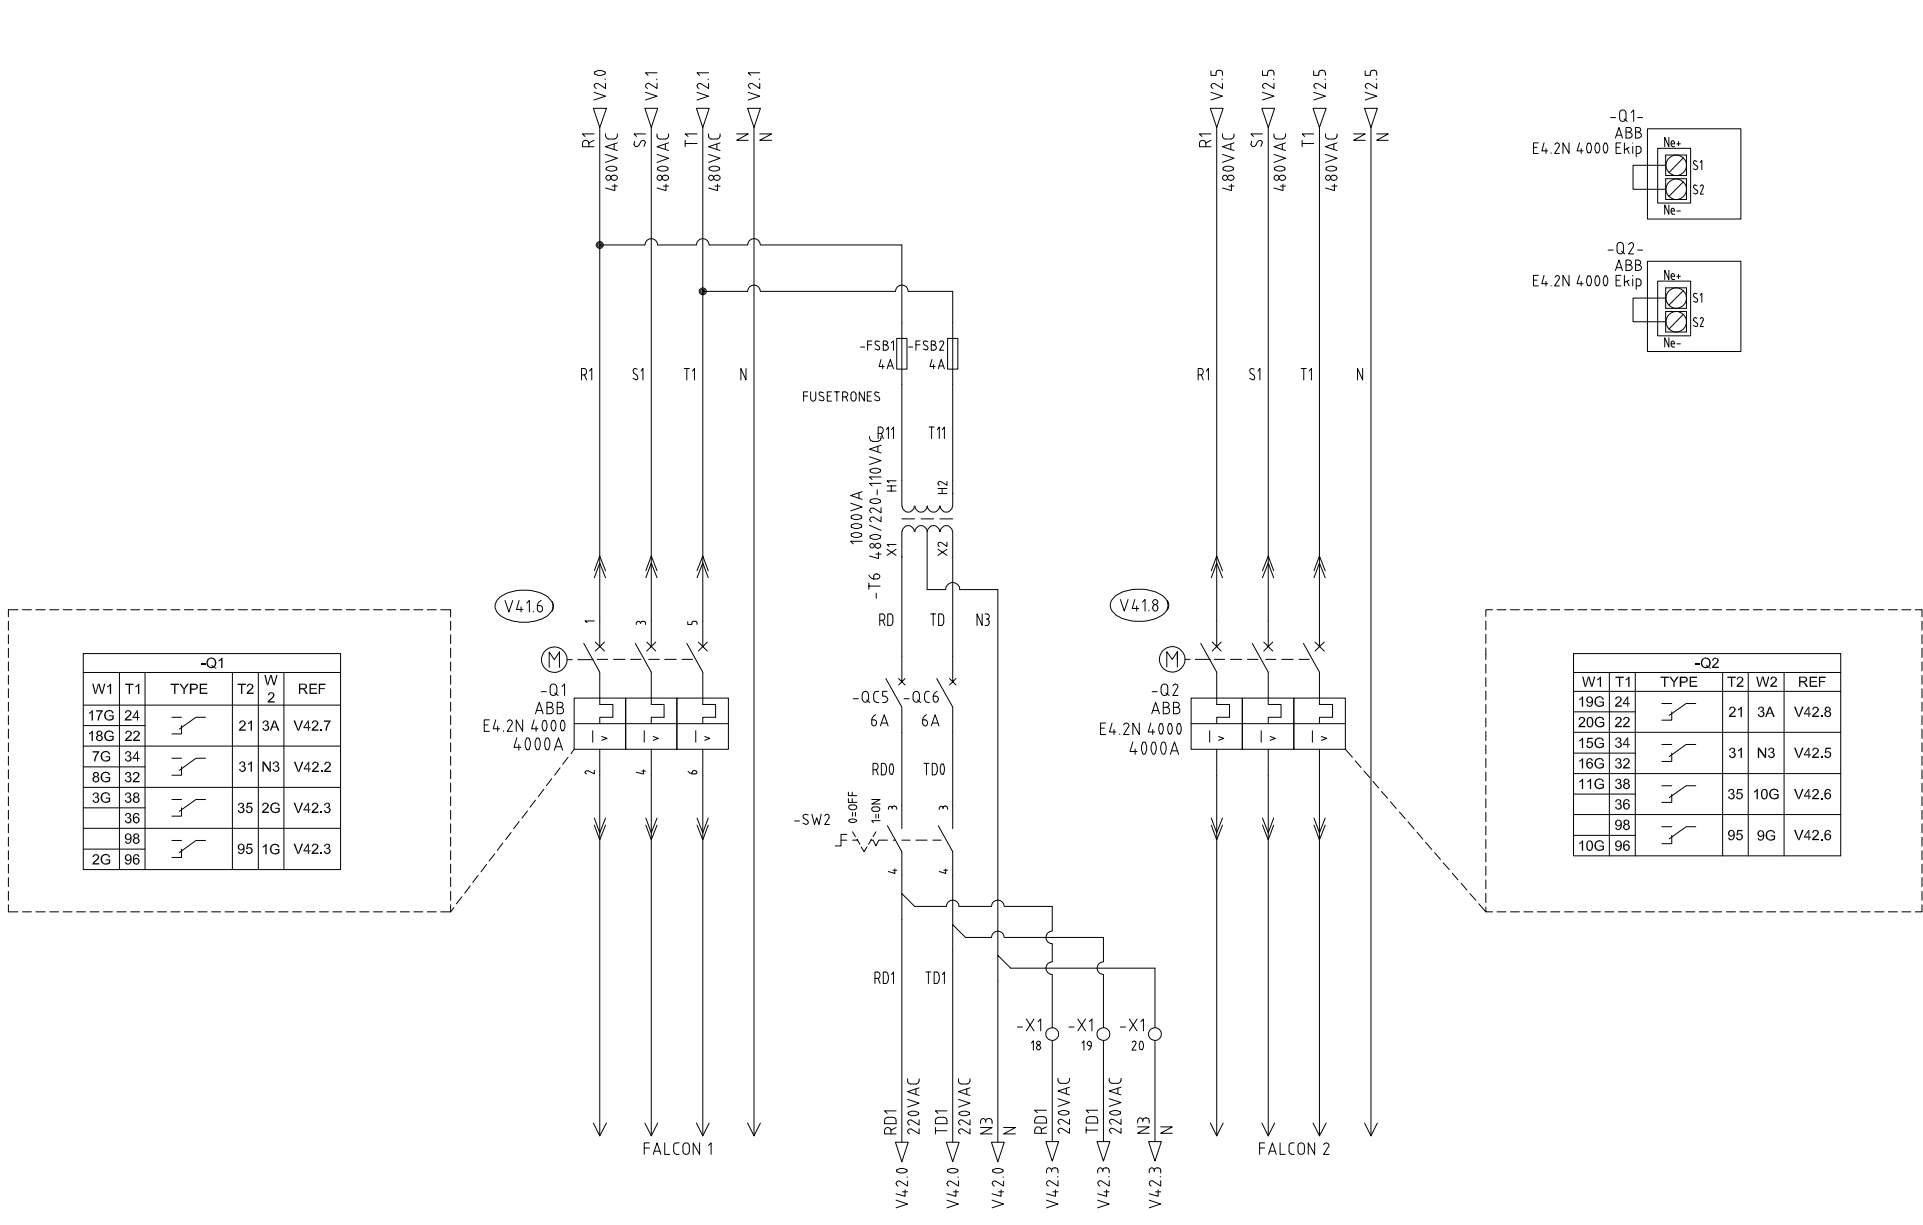 V2.0 V2.1 V2.1 V2.1
R1 480VAC S1 480VAC T1 480VAC N N
V2.5 V2.5 V2.5 V2.5
R1 480VAC S1 480VAC T1 480VAC N N
-Q1-
ABB
E4.2N 4000 Ekip
Ne+
S1
S2
Ne-
-Q2-
ABB
E4.2N 4000 Ekip
Ne+
S1
S2
Ne-
-FSB1 -FSB2
4A 4A
FUSETRONES
R1 S1 T1 N
R1 S1 T1 N
R11 T11
H1 H2
-T6 480/220-110VAC
1000VA
X1 X2
RD TD N3
V41.6
1 3 5
M
-Q1
ABB
E4.2N 4000
4000A
I > I > I >
2 4 6
V41.8
M
-Q2
ABB
E4.2N 4000
4000A
I > I > I >
-QC5 -QC6
6A 6A
RD0 TD0
3 3
-SW2
0=OFF
1=ON
4 4
RD1 TD1
-X1 -X1 -X1
18 19 20
RD1 220VAC TD1 220VAC N3 N RD1 220VAC TD1 220VAC N3 N
V42.0 V42.0 V42.0 V42.3 V42.3 V42.3
FALCON 1
FALCON 2
-Q1
W1 T1 TYPE T2 W2 REF
17G 24 21 3A V42.7
18G 22
7G 34 31 N3 V42.2
8G 32
3G 38 35 2G V42.3
36
98 95 1G V42.3
2G 96
-Q2
W1 T1 TYPE T2 W2 REF
19G 24 21 3A V42.8
20G 22
15G 34 31 N3 V42.5
16G 32
11G 38 35 10G V42.6
36
98 95 9G V42.6
10G 96